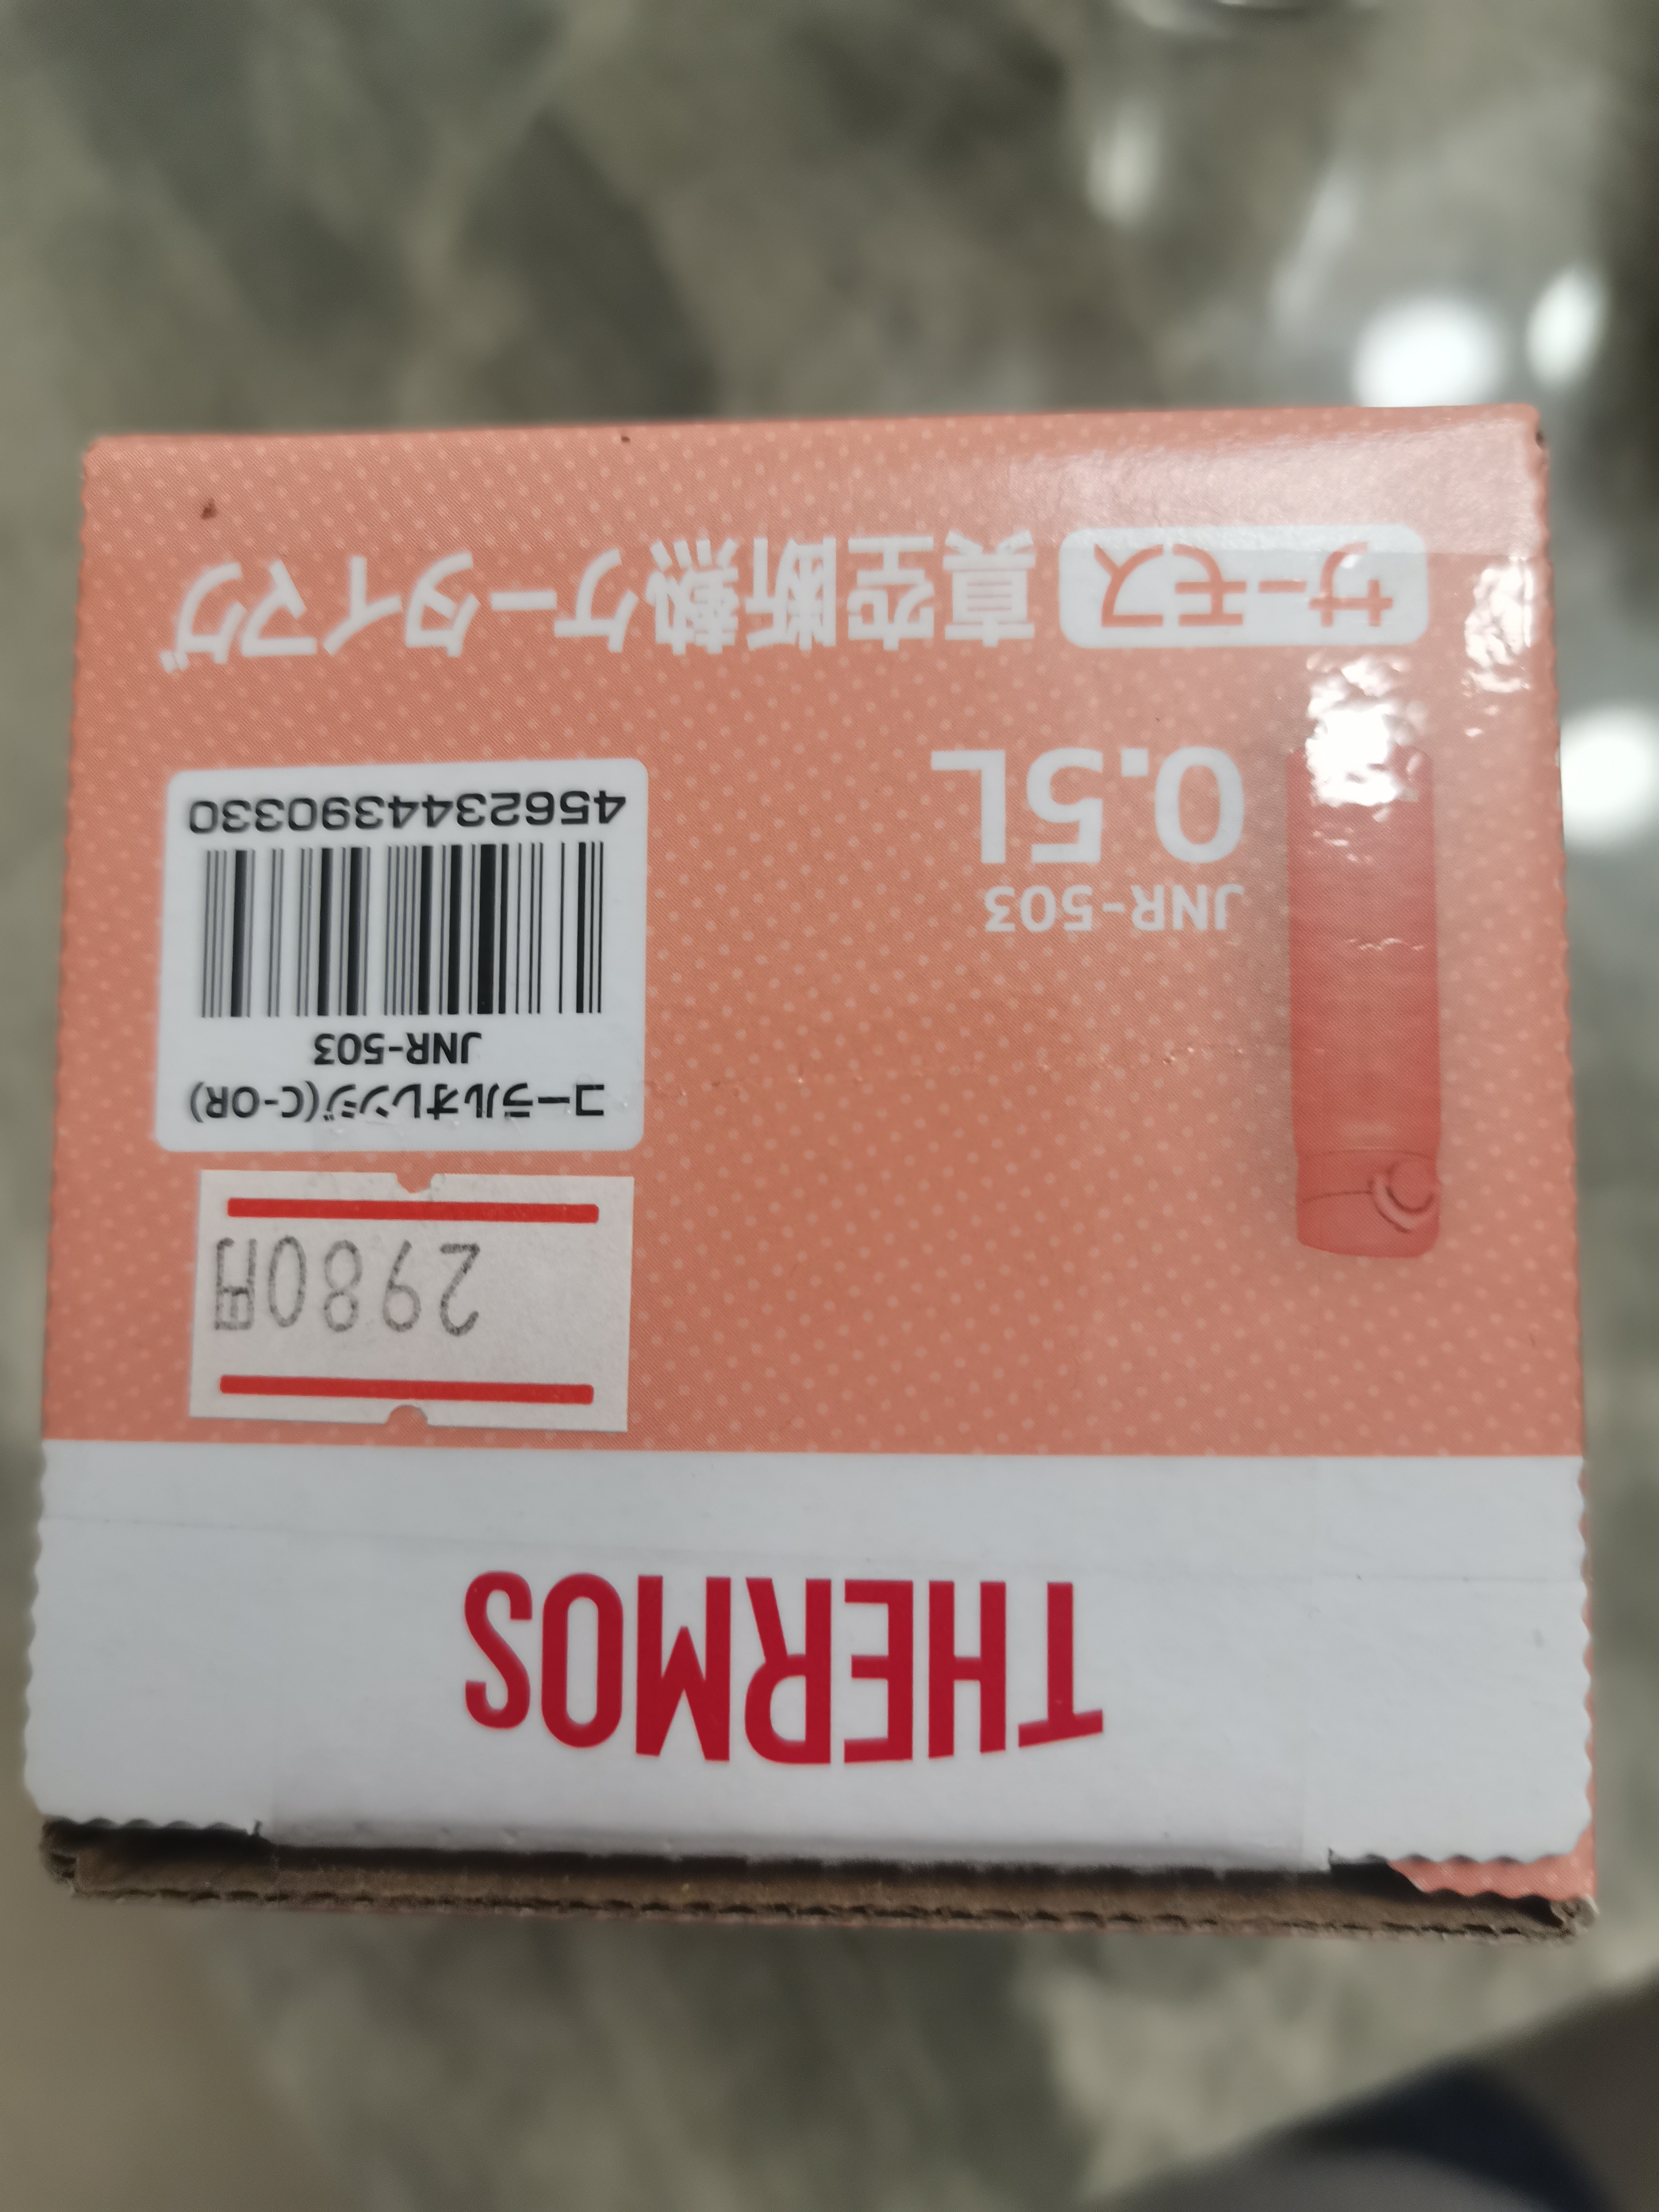 THERMOS
2980円
コーラルオレンジ(C-OR)
JNR-503
4562344390330
JNR-503
0.5L
サーモス 真空断熱ケータイマグ